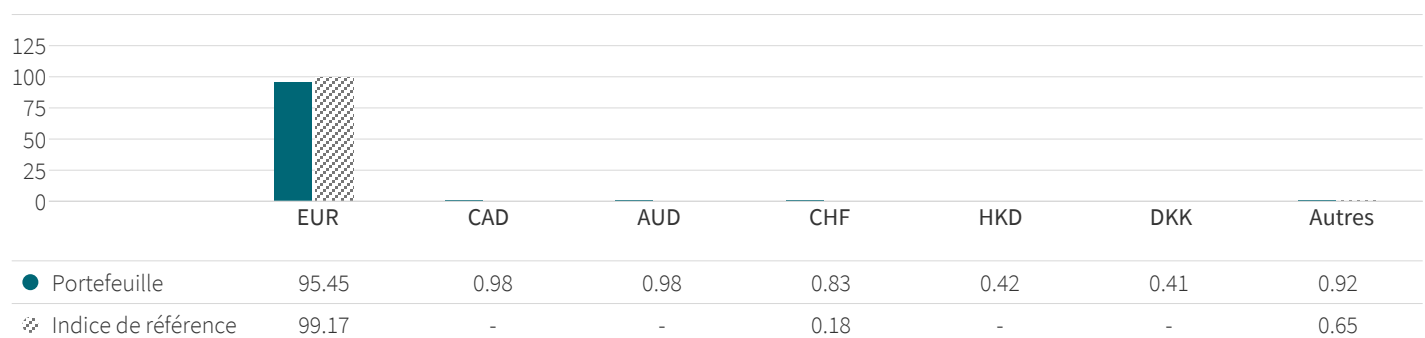 125
100
75
50
25
0
EUR CAD AUD CHF HKD DKK Autres
Portefeuille 95.45 0.98 0.98 0.83 0.42 0.41 0.92
Indice de référence 99.17 - - 0.18 - - 0.65